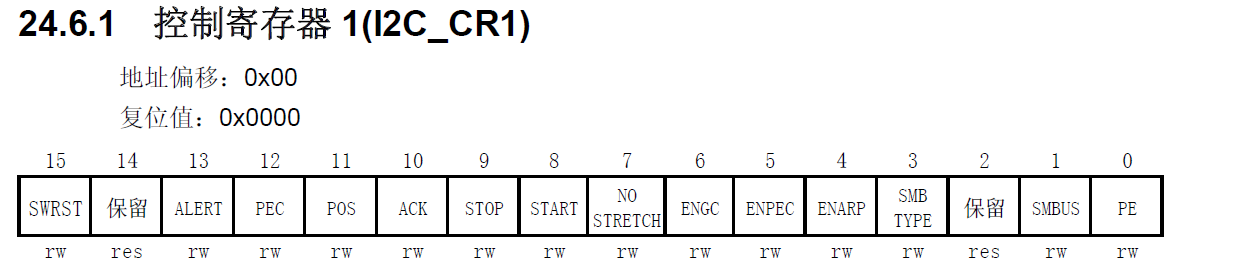 24.6.1 控制寄存器 1(I2C_CR1)
地址偏移：0x00
复位值：0x0000
15 14 13 12 11 10 9 8 7 6 5 4 3 2 1 0
SWRST 保留 ALERT PEC POS ACK STOP START NO STRETCH ENGC ENPEC ENARP SMB TYPE 保留 SMBUS PE
rw res rw rw rw rw rw rw rw rw rw rw rw res rw rw